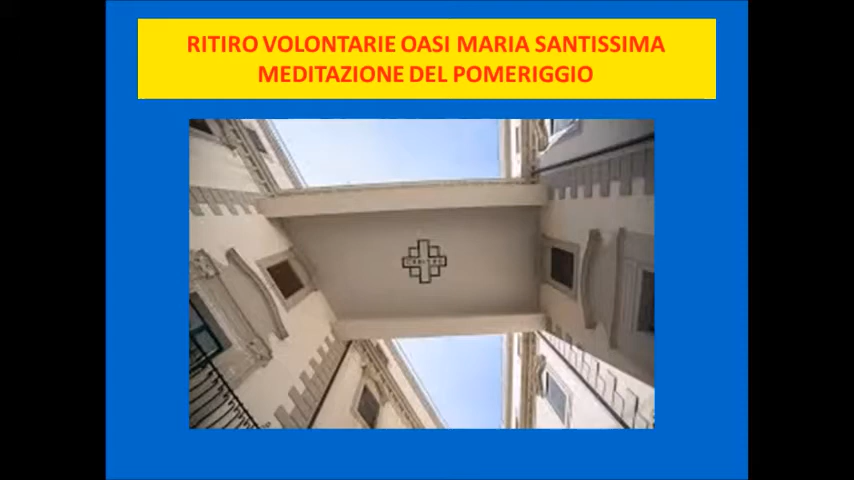 RITIRO VOLONTARIE OASI MARIA SANTISSIMA
MEDITAZIONE DEL POMERIGGIO